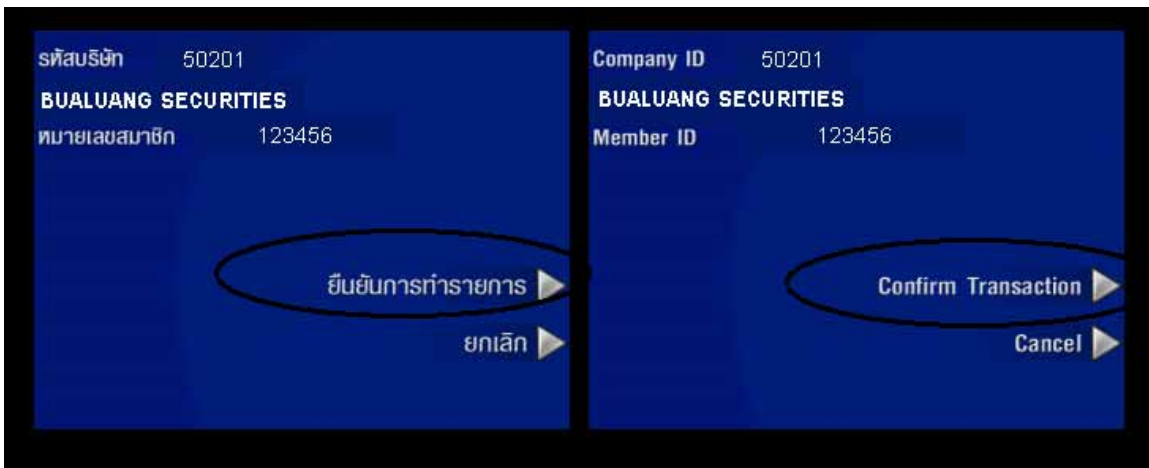 รหัสบริษัท 50201
BUALUANG SECURITIES
หมายเลขสมาชิก 123456
ยืนยันการทำรายการ
ยกเลิก
Company ID 50201
BUALUANG SECURITIES
Member ID 123456
Confirm Transaction
Cancel